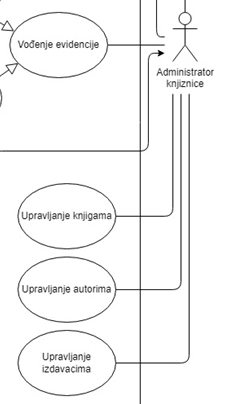 Vođenje evidencije
Administrator
knjiznice
Upravljanje knjigama
Upravljanje autorima
Upravljanje
izdavacima